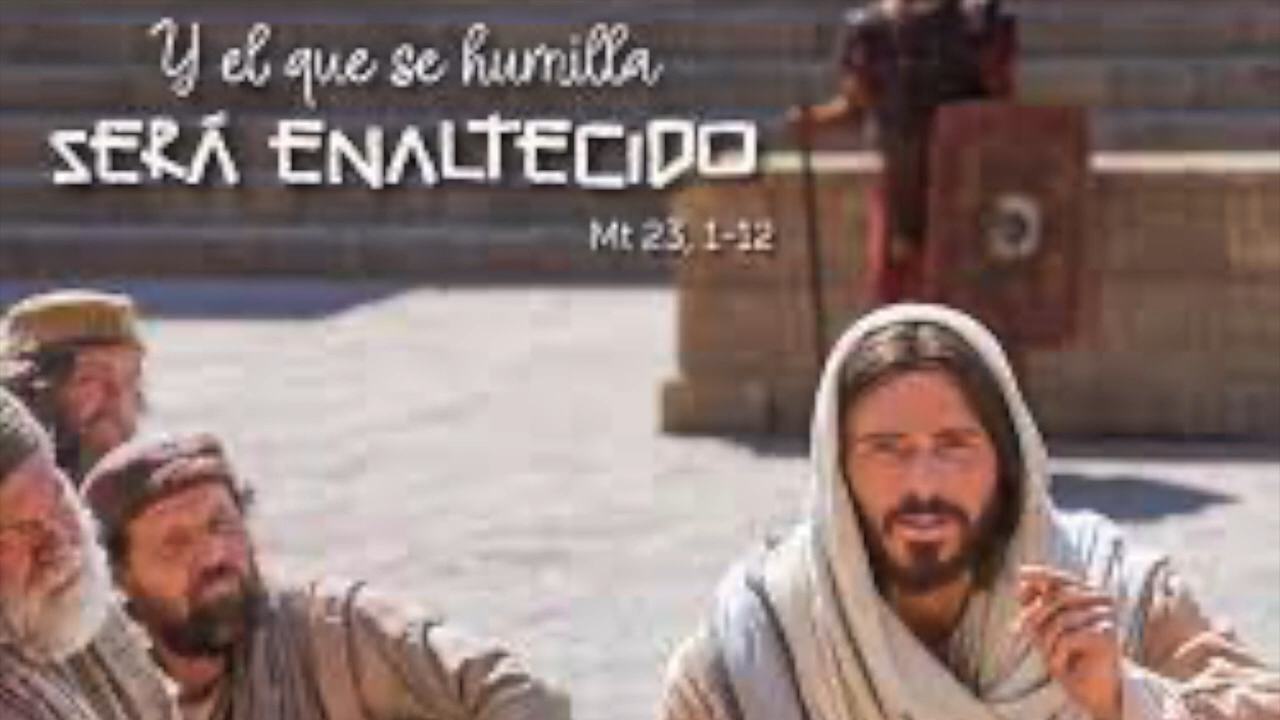 Y el que se humilla
SERÁ ENALTECIDO
Mt 23, 1-12